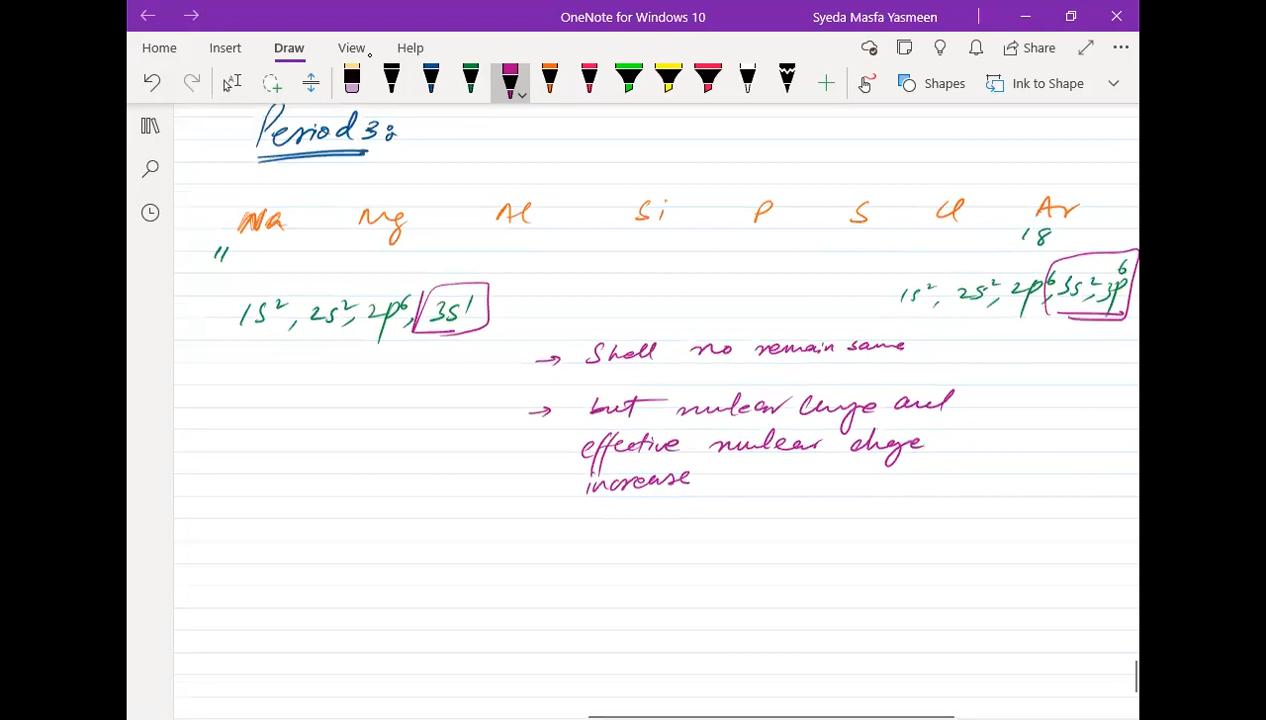 OneNote for Windows 10
Syeda Masfa Yasmeen
Home Insert Draw View Help
Share
Shapes
Ink to Shape
Period 3:
Na Mg Al Si P S Cl Ar
11
18
1s², 2s², 2p⁶, 3s¹
1s², 2s², 2p⁶, 3s², 3p⁶
→ Shell no remain same
→ but nuclear charge and
effective nuclear charge
increase